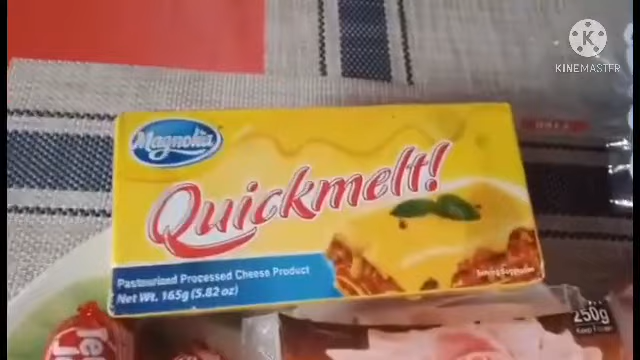 KINEMASTER
Magnolia
Quickmelt!
Pasteurized Processed Cheese Product
Net Wt. 165g (5.82 oz)
Serving Suggestion
250g